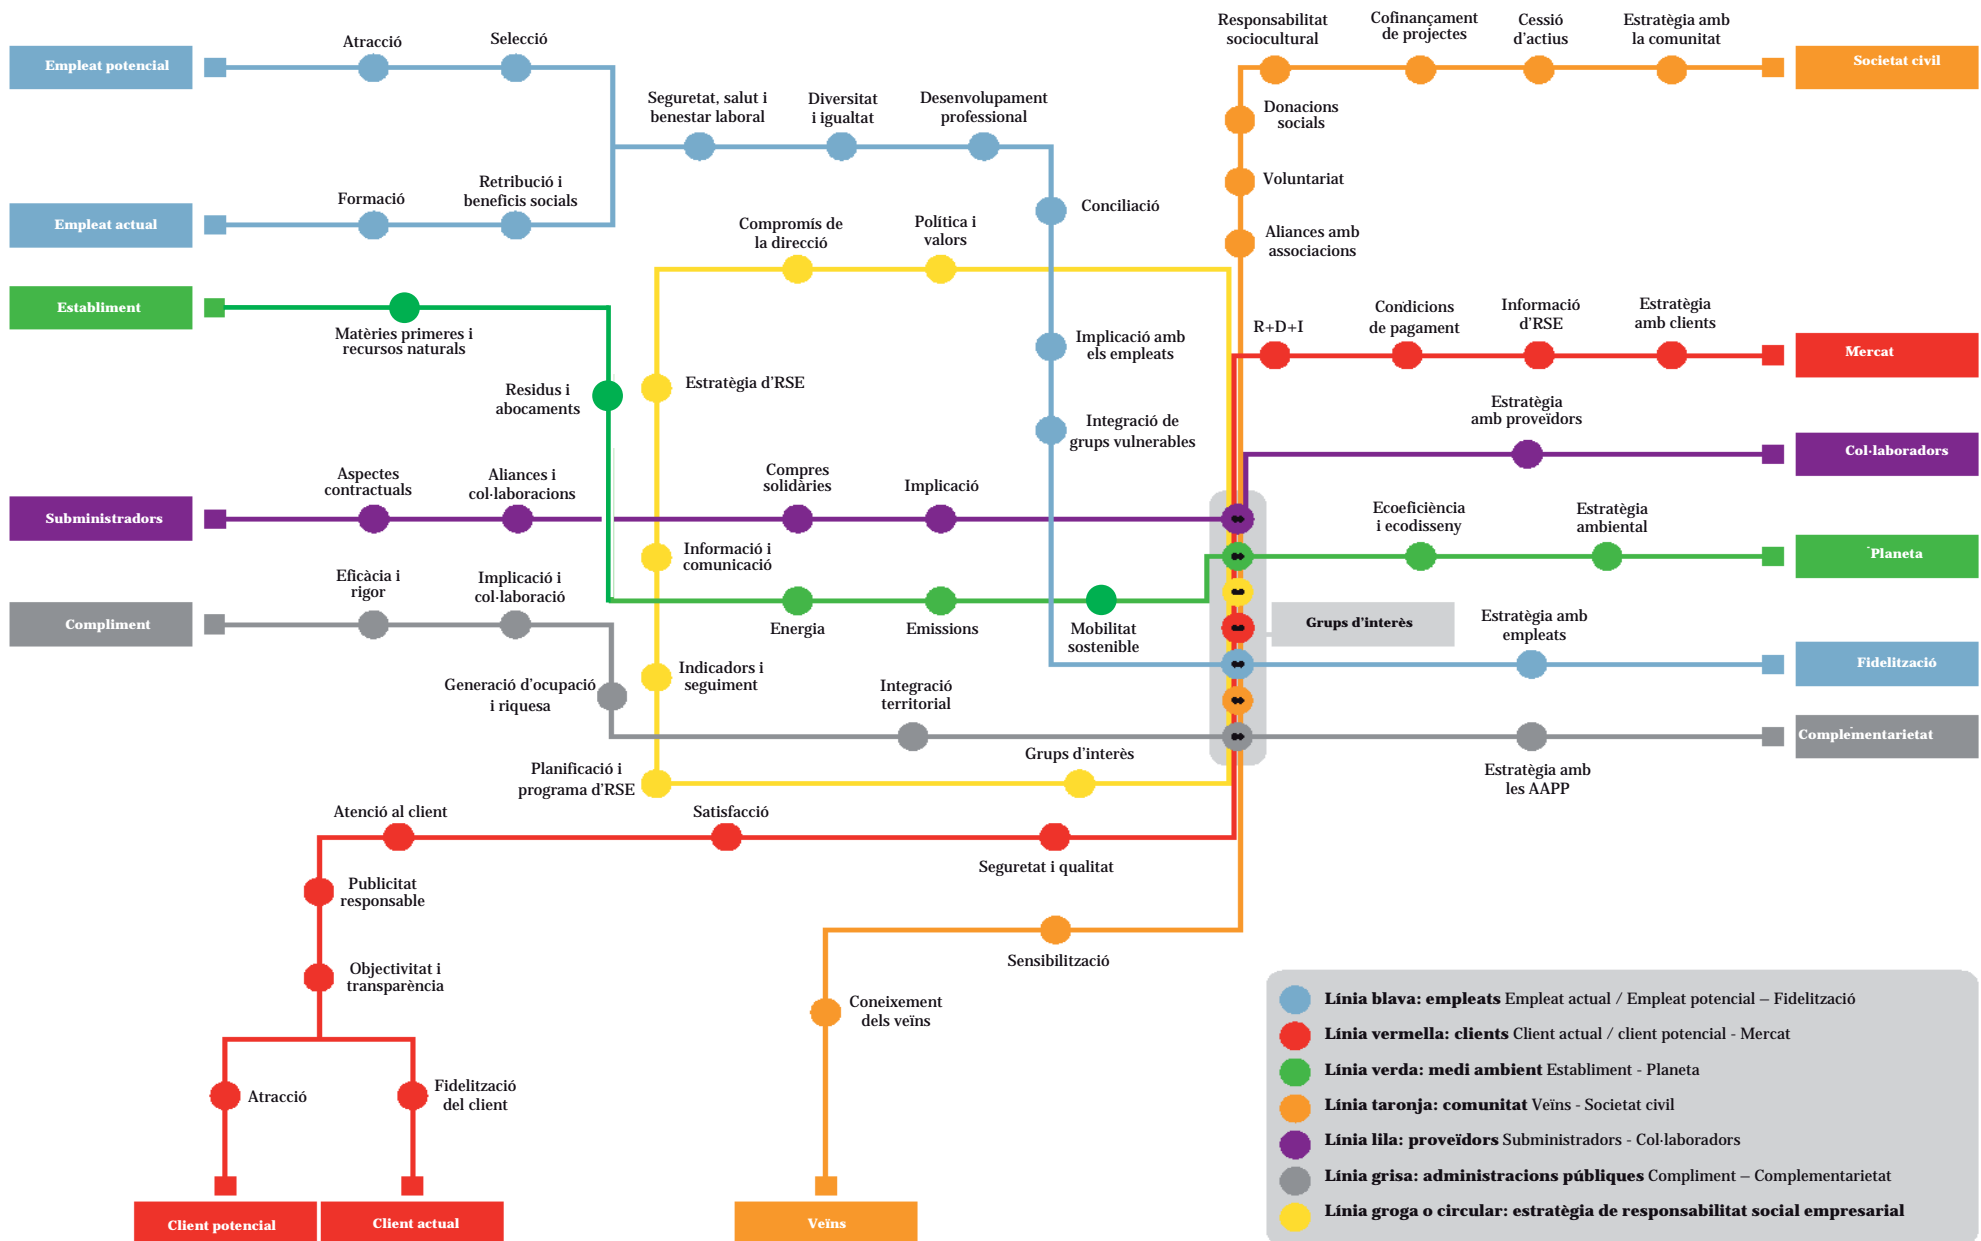 Empleat potencial
Atracció
Selecció
Seguretat, salut i
benestar laboral
Diversitat
i igualtat
Desenvolupament
professional
Responsabilitat
sociocultural
Cofinançament
de projectes
Cessió
d'actius
Estratègia amb
la comunitat
Societat civil
Donacions
socials
Voluntariat
Aliances amb
associacions
Empleat actual
Formació
Retribució i
beneficis socials
Compromís de
la direcció
Política i
valors
Conciliació
Establiment
Matèries primeres i
recursos naturals
Residus i
abocaments
Estratègia d'RSE
Implicació amb
els empleats
Integració de
grups vulnerables
R+D+I
Condicions
de pagament
Informació
d'RSE
Estratègia
amb clients
Mercat
Estratègia
amb proveïdors
Col·laboradors
Subministradors
Aspectes
contractuals
Aliances i
col·laboracions
Compres
solidàries
Implicació
Ecoeficiència
i ecodisseny
Estratègia
ambiental
Planeta
Informació i
comunicació
Energia
Emissions
Mobilitat
sostenible
Grups d'interès
Estratègia amb
empleats
Fidelització
Compliment
Eficàcia i
rigor
Implicació i
col·laboració
Generació d'ocupació
i riquesa
Indicadors i
seguiment
Integració
territorial
Grups d'interès
Planificació i
programa d'RSE
Estratègia amb
les AAPP
Complementarietat
Atenció al client
Satisfacció
Seguretat i qualitat
Publicitat
responsable
Objectivitat i
transparència
Sensibilització
Coneixement
dels veïns
Atracció
Fidelització
del client
Client potencial
Client actual
Veïns
Línia blava: empleats Empleat actual / Empleat potencial – Fidelització
Línia vermella: clients Client actual / client potencial - Mercat
Línia verda: medi ambient Establiment - Planeta
Línia taronja: comunitat Veïns - Societat civil
Línia lila: proveïdors Subministradors - Col·laboradors
Línia grisa: administracions públiques Compliment – Complementarietat
Línia groga o circular: estratègia de responsabilitat social empresarial